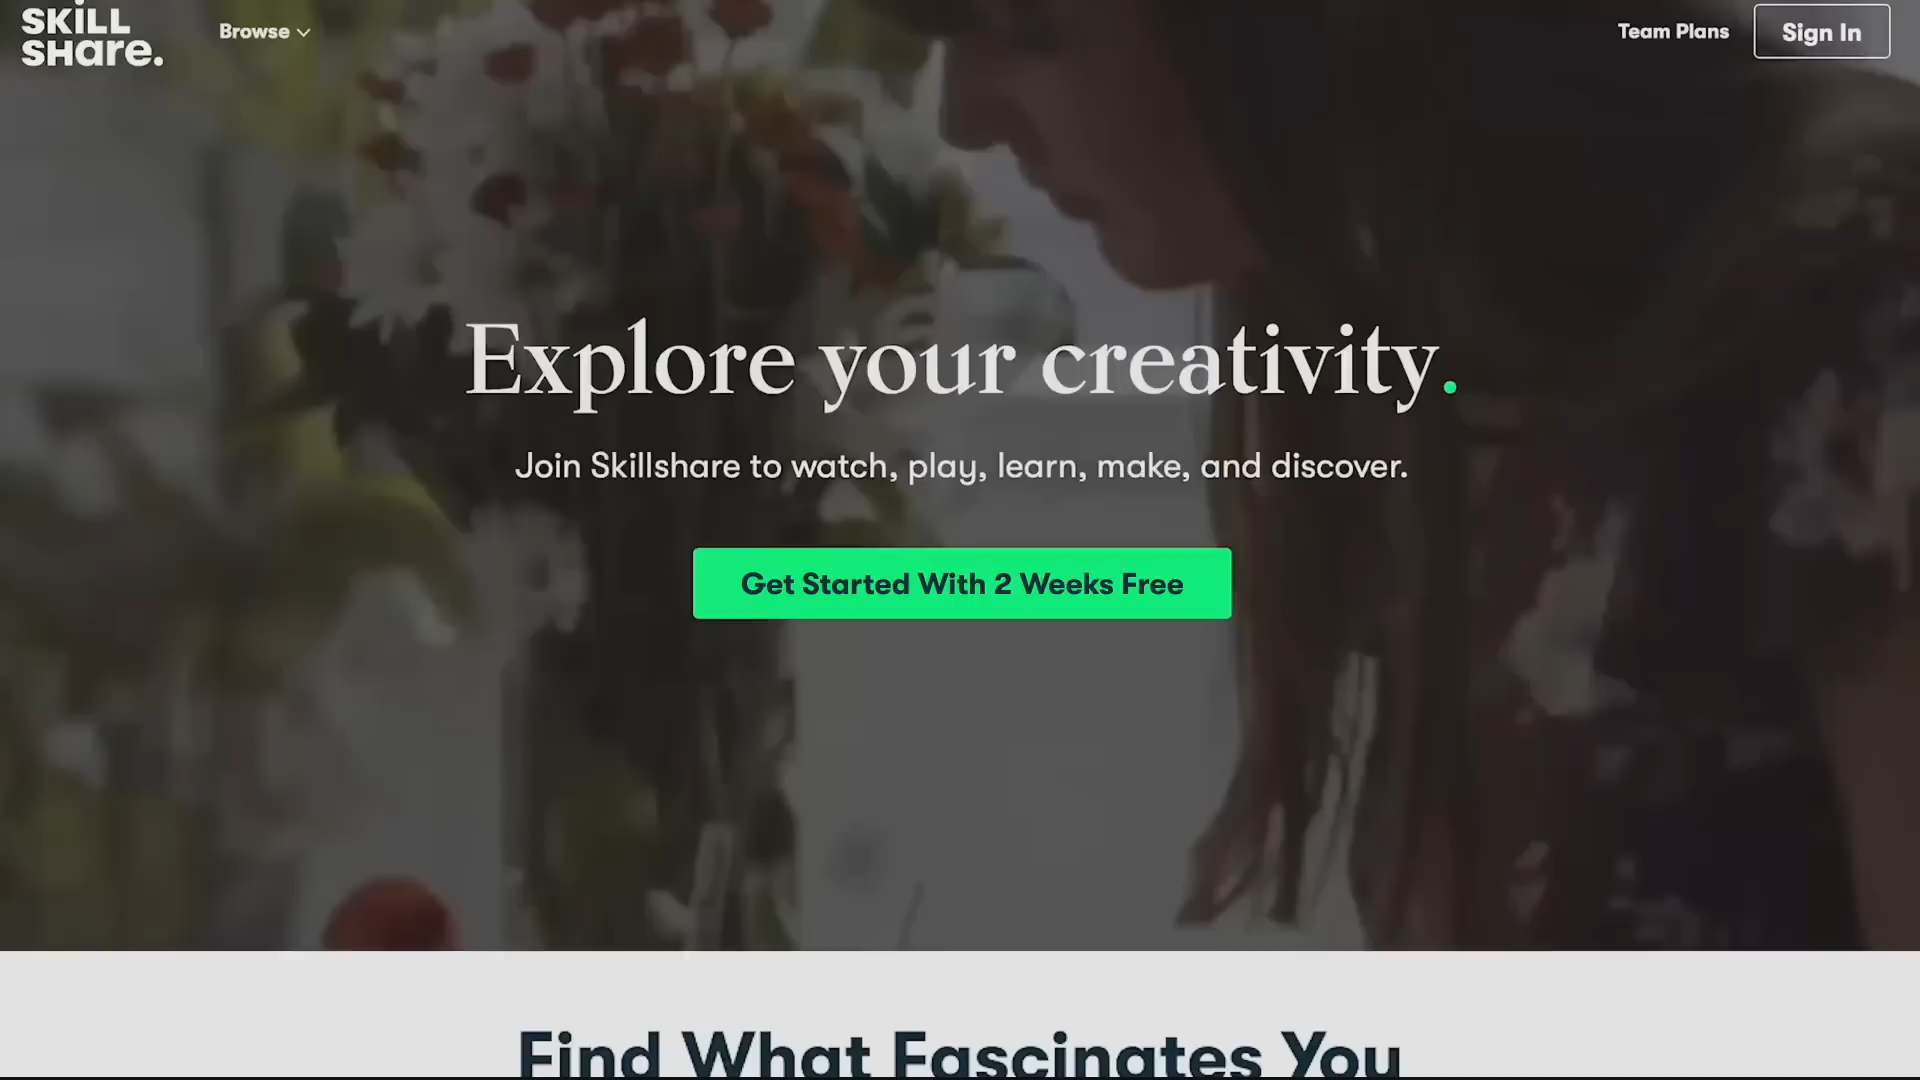 SKiLL
SHare.
Browse
Team Plans
Sign In
Explore your creativity.
Join Skillshare to watch, play, learn, make, and discover.
Get Started With 2 Weeks Free
Find What Fascinates You